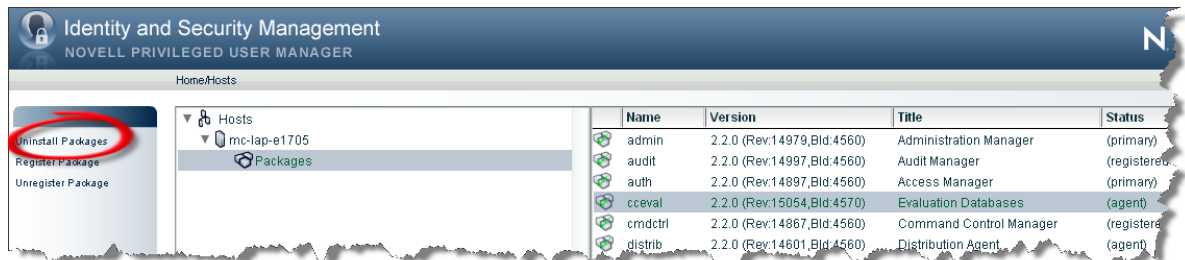 Identity and Security Management
N
NOVELL PRIVILEGED USER MANAGER
Home/Hosts
Uninstall Packages
Register Package
Unregister Package
Hosts
mc-lap-e1705
Packages
Name Version Title Status
admin 2.2.0 (Rev:14979,Bld:4560) Administration Manager (primary)
audit 2.2.0 (Rev:14997,Bld:4560) Audit Manager (registered
auth 2.2.0 (Rev:14897,Bld:4560) Access Manager (primary)
cceval 2.2.0 (Rev:15054,Bld:4570) Evaluation Databases (agent)
cmdctrl 2.2.0 (Rev:14867,Bld:4560) Command Control Manager (registere
distrib 2.2.0 (Rev:14601,Bld:4560) Distribution Agent (agent)